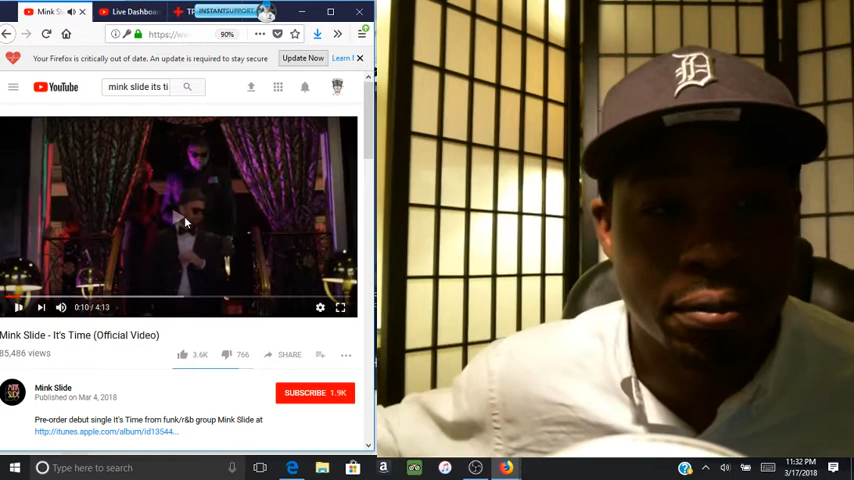 Mink Sl
Live Dashboa
TP
INSTANTSUPPORT
https://www
90%
Your Firefox is critically out of date. An update is required to stay secure
Update Now
Learn
YouTube
mink slide its ti
0:10 / 4:13
Mink Slide - It's Time (Official Video)
85,486 views
3.6K
766
SHARE
Mink Slide
Published on Mar 4, 2018
SUBSCRIBE 1.9K
Pre-order debut single It's Time from funk/r&b group Mink Slide at
http://itunes.apple.com/album/id13544...
D
Type here to search
11:32 PM
3/17/2018